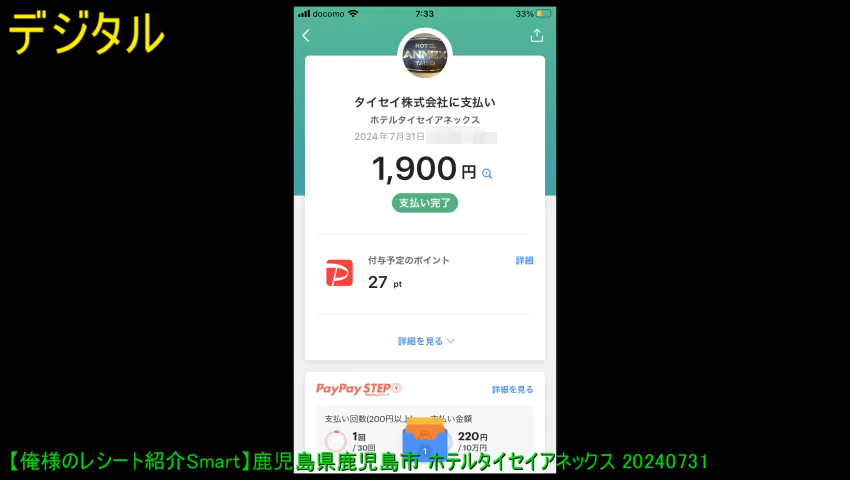 デジタル
docomo 7:33 33%
HOTEL
ANNEX
TAISEI
タイセイ株式会社に支払い
ホテルタイセイアネックス
2024年7月31日
1,900円
支払い完了
付与予定のポイント
詳細
27 pt
詳細を見る
PayPay STEP
詳細を見る
支払い回数(200円以上) 支払い金額
1回 220円
/ 30回 / 10万円
1
【俺様のレシート紹介Smart】鹿児島県鹿児島市 ホテルタイセイアネックス 20240731